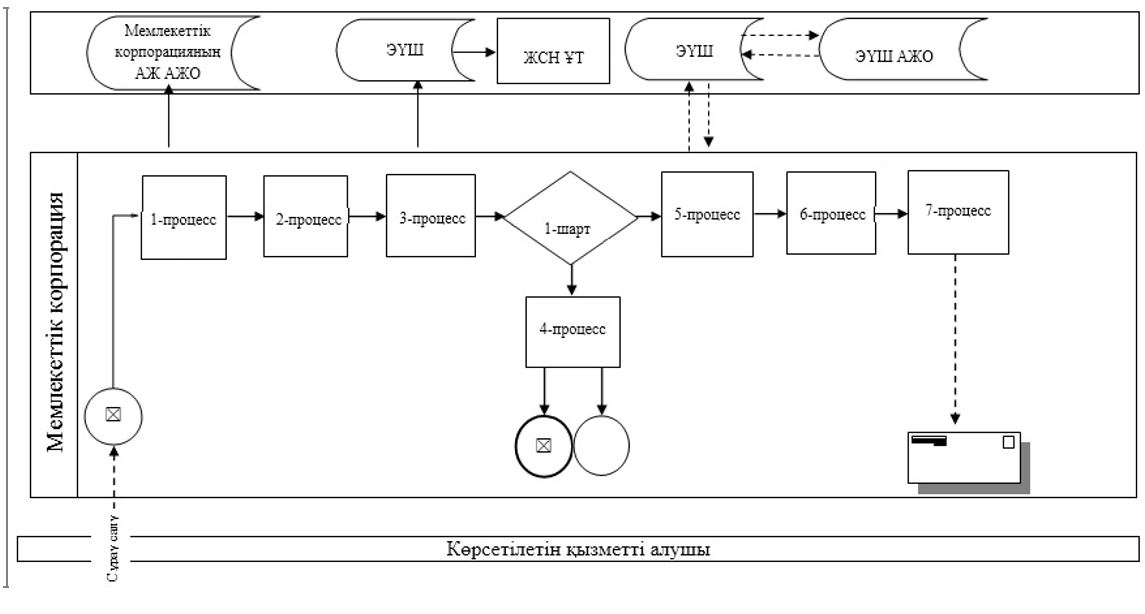 Мемлекеттік
корпорацияның
АЖ АЖО
ЭҮШ
ЖСН ҰТ
ЭҮШ
ЭҮШ АЖО
Мемлекеттік корпорация
1-процесс
2-процесс
3-процесс
1-шарт
5-процесс
6-процесс
7-процесс
4-процесс
Сұрау салу
Көрсетілетін қызметті алушы